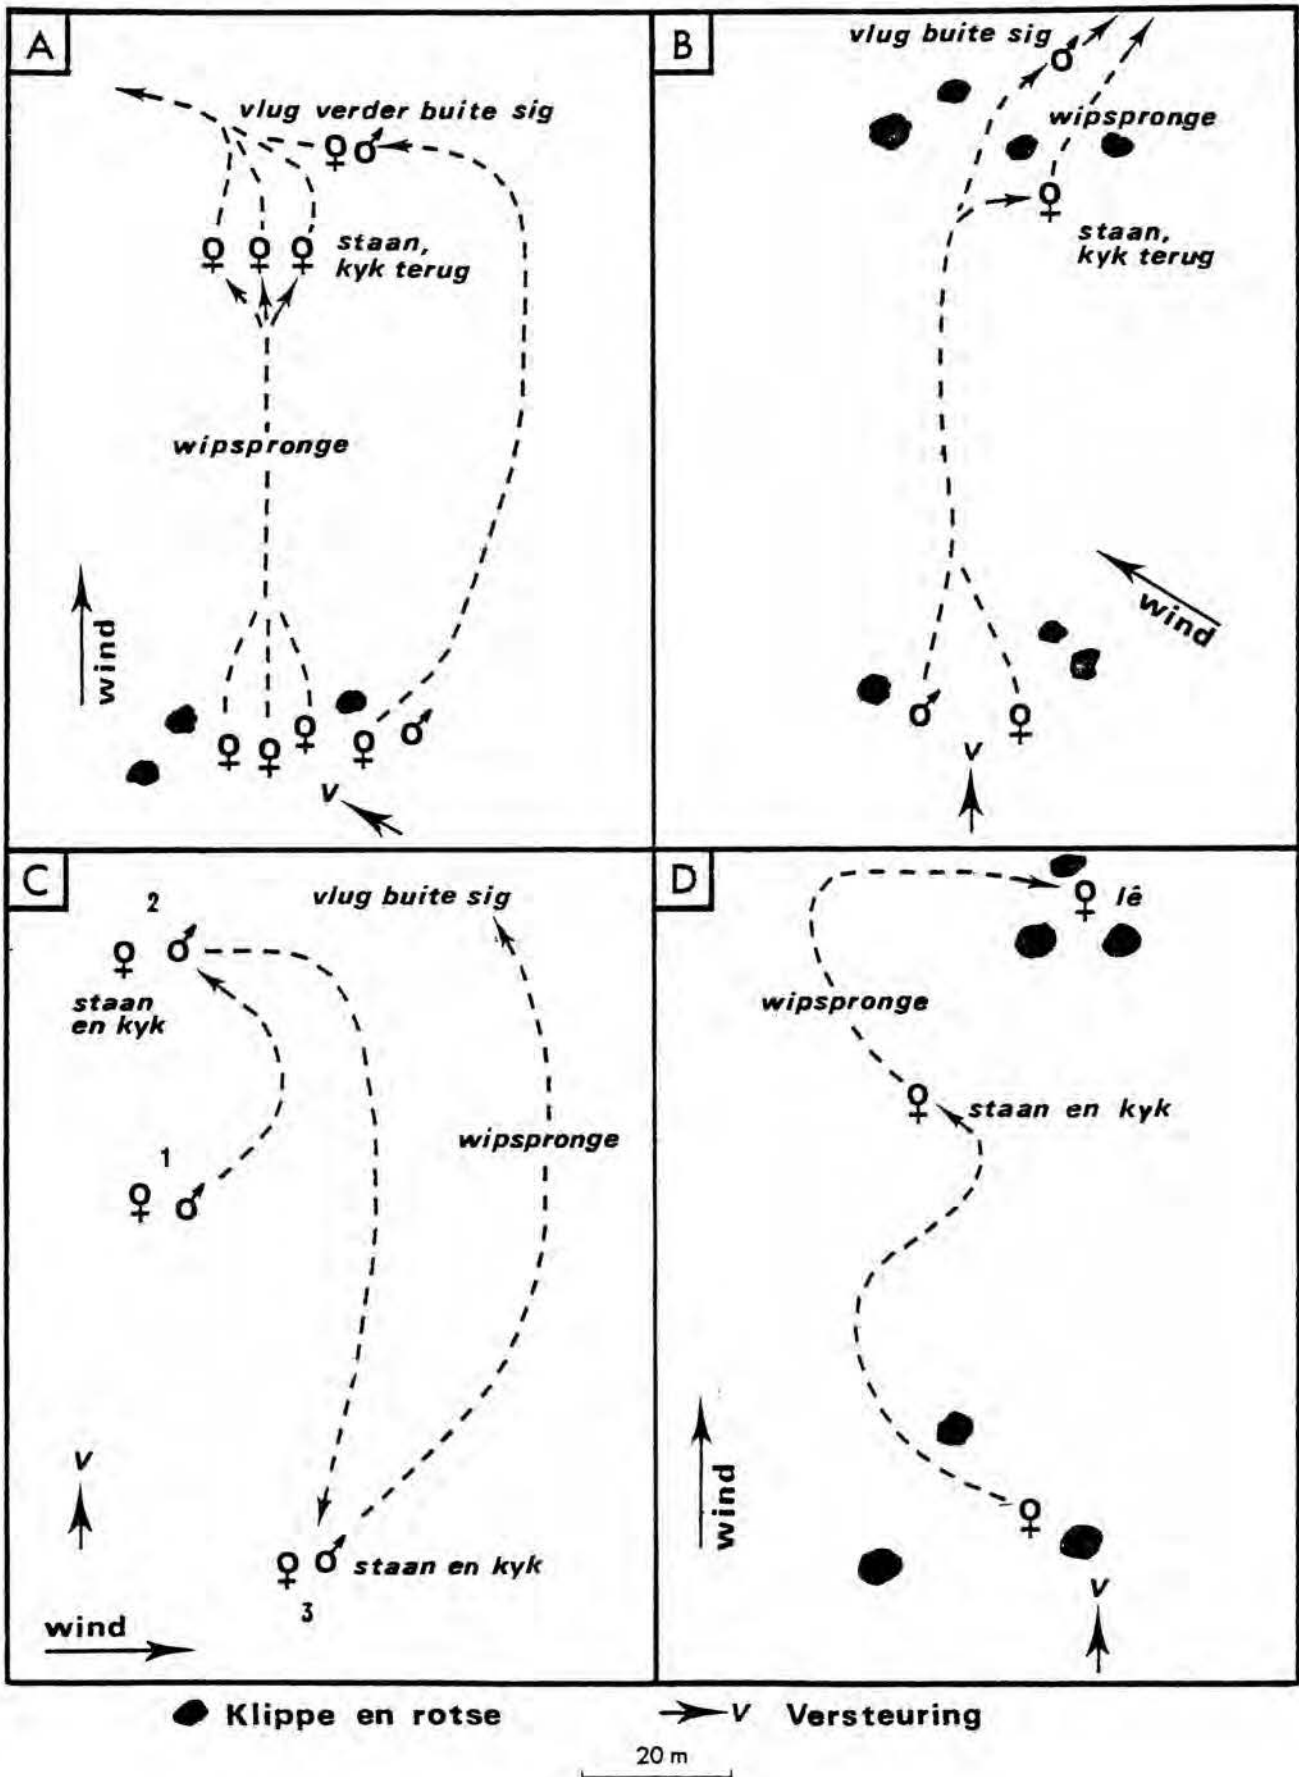 A
vlug verder buite sig
staan,
kyk terug
wipspronge
wind
v
B
vlug buite sig
wipspronge
staan,
kyk terug
wind
v
C
2
vlug buite sig
staan
en kyk
1
wipspronge
v
staan en kyk
3
wind
D
lê
wipspronge
staan en kyk
wind
v
Klippe en rotse
v Versteuring
20 m